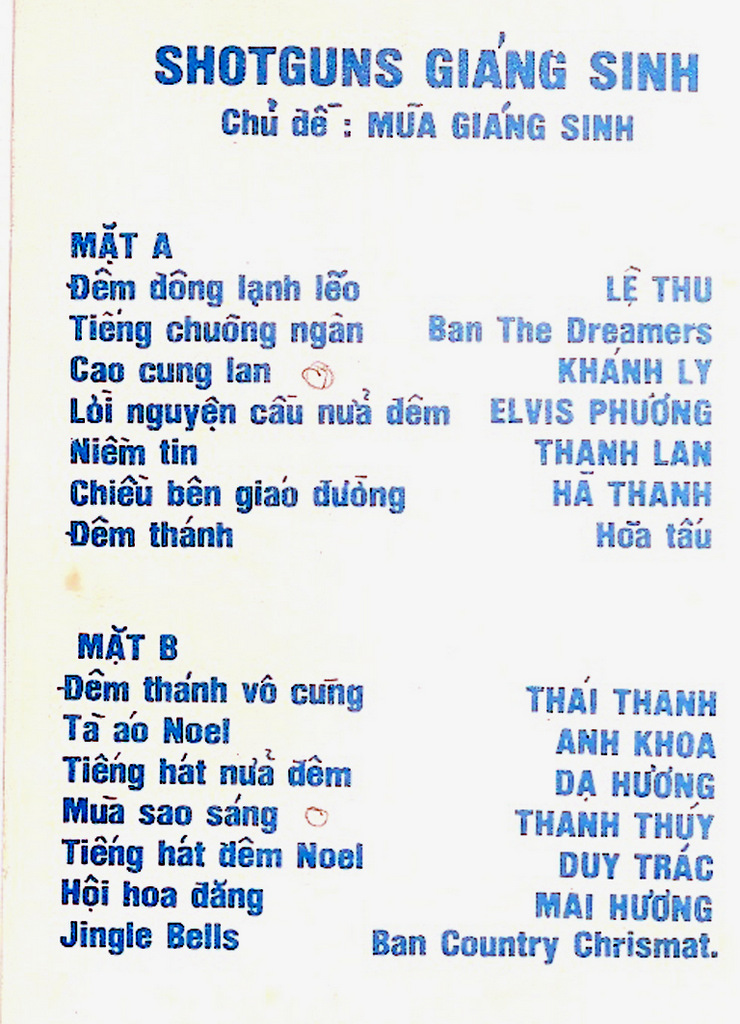 SHOTGUNS GIÁNG SINH
Chủ đề : MÙA GIÁNG SINH
MẶT A
Đêm đông lạnh lẽo LỆ THU
Tiếng chuông ngân Ban The Dreamers
Cao cung lan KHÁNH LY
Lời nguyện cầu nửa đêm ELVIS PHƯƠNG
Niềm tin THANH LAN
Chiều bên giáo đường HÀ THANH
Đêm thánh Hòa tấu
MẶT B
Đêm thánh vô cùng THÁI THANH
Tà áo Noel ANH KHOA
Tiếng hát nửa đêm DẠ HƯƠNG
Mùa sao sáng THANH THÚY
Tiếng hát đêm Noel DUY TRÁC
Hội hoa đăng MAI HƯƠNG
Jingle Bells Ban Country Chrismat.